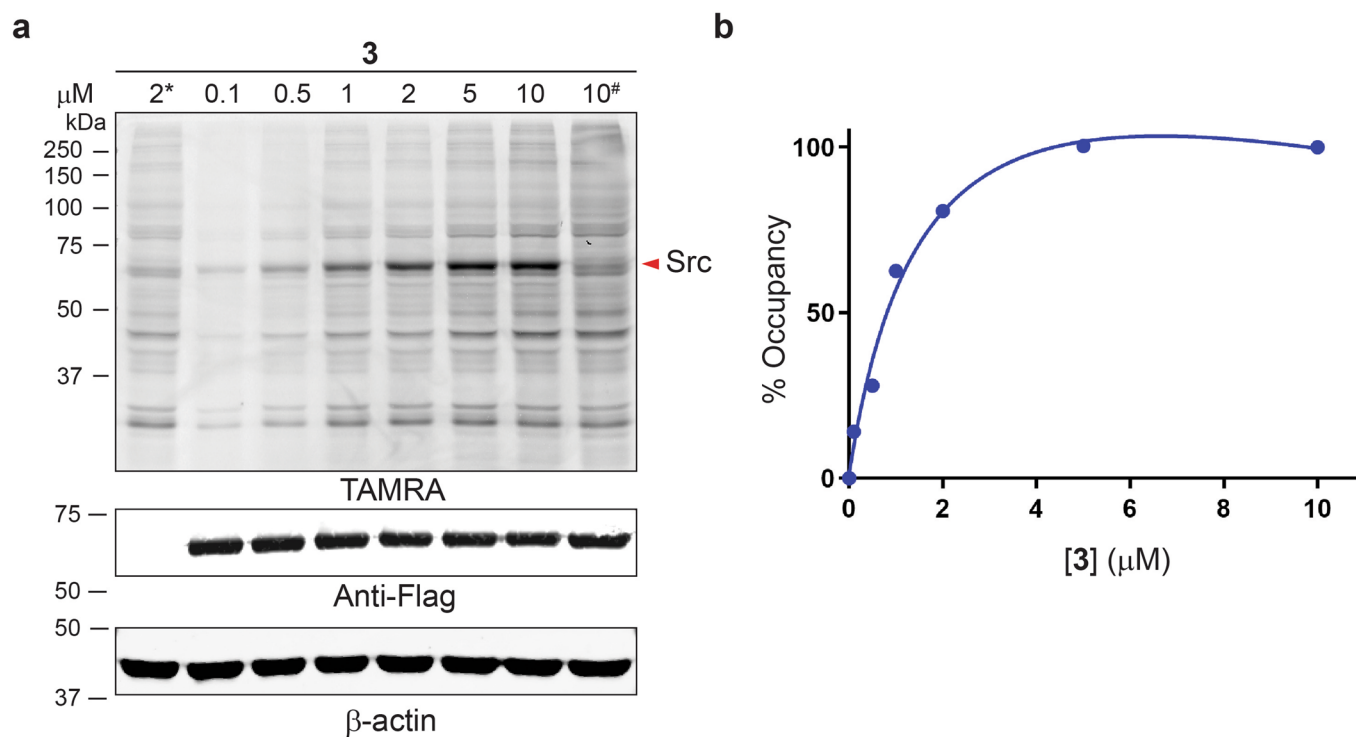 a
3
μM 2* 0.1 0.5 1 2 5 10 10#
kDa
250
150
100
75
50
37
Src
TAMRA
75
50
Anti-Flag
50
37
β-actin
b
% Occupancy
100
50
0
0 2 4 6 8 10
[3] (μM)